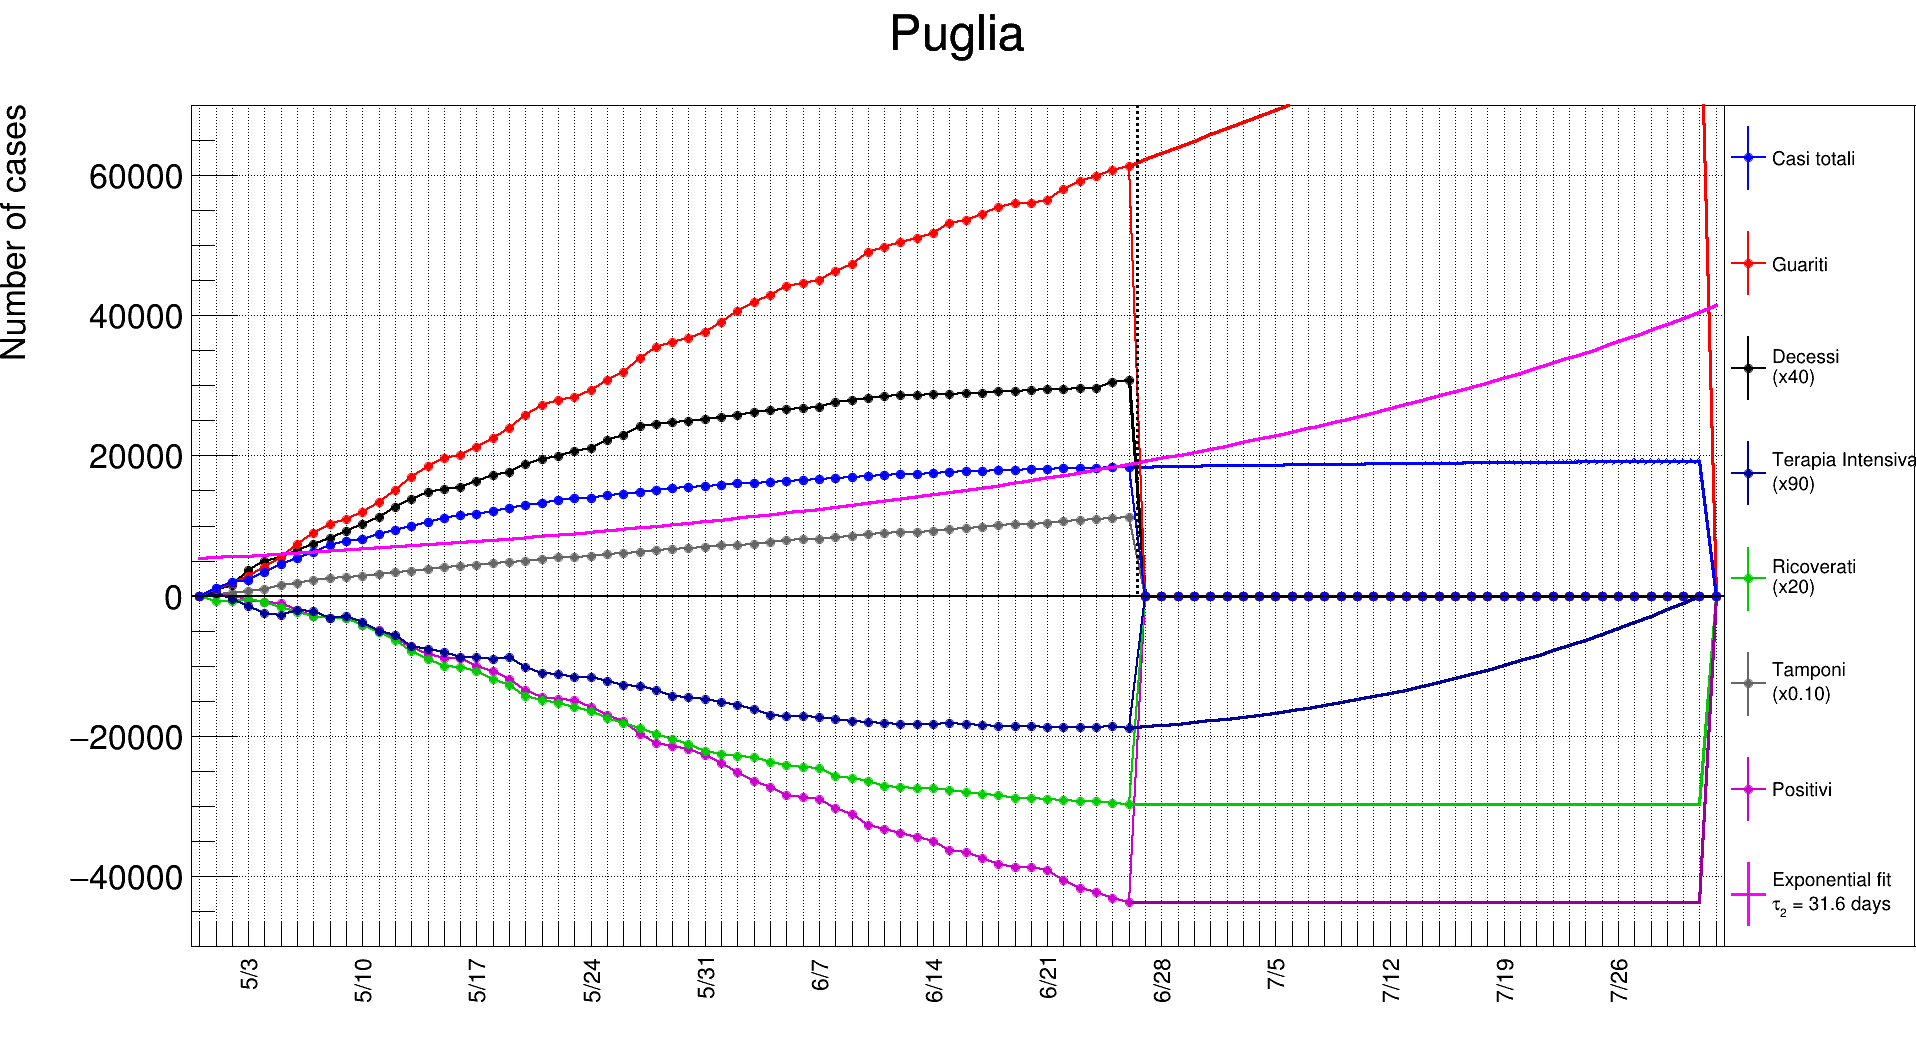 Puglia
Number of cases
60000
40000
20000
0
−20000
−40000
5/3
5/10
5/17
5/24
5/31
6/7
6/14
6/21
6/28
7/5
7/12
7/19
7/26
Casi totali
Guariti
Decessi
(x40)
Terapia Intensiva
(x90)
Ricoverati
(x20)
Tamponi
(x0.10)
Positivi
Exponential fit
τ2 = 31.6 days